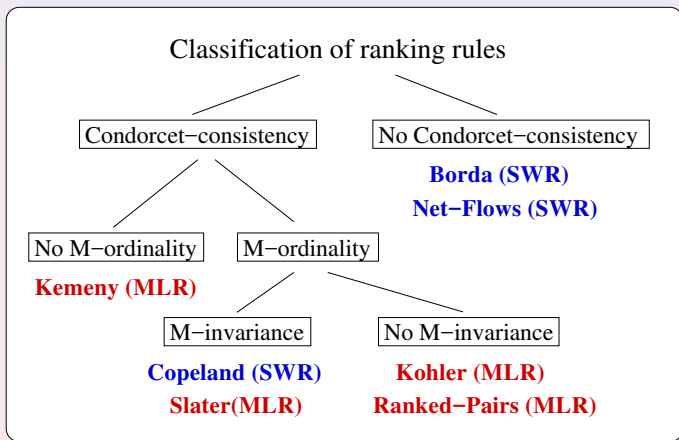 Classification of ranking rules
Condorcet−consistency
No Condorcet−consistency
Borda (SWR)
Net−Flows (SWR)
No M−ordinality
M−ordinality
Kemeny (MLR)
M−invariance
No M−invariance
Copeland (SWR)
Kohler (MLR)
Slater(MLR)
Ranked−Pairs (MLR)